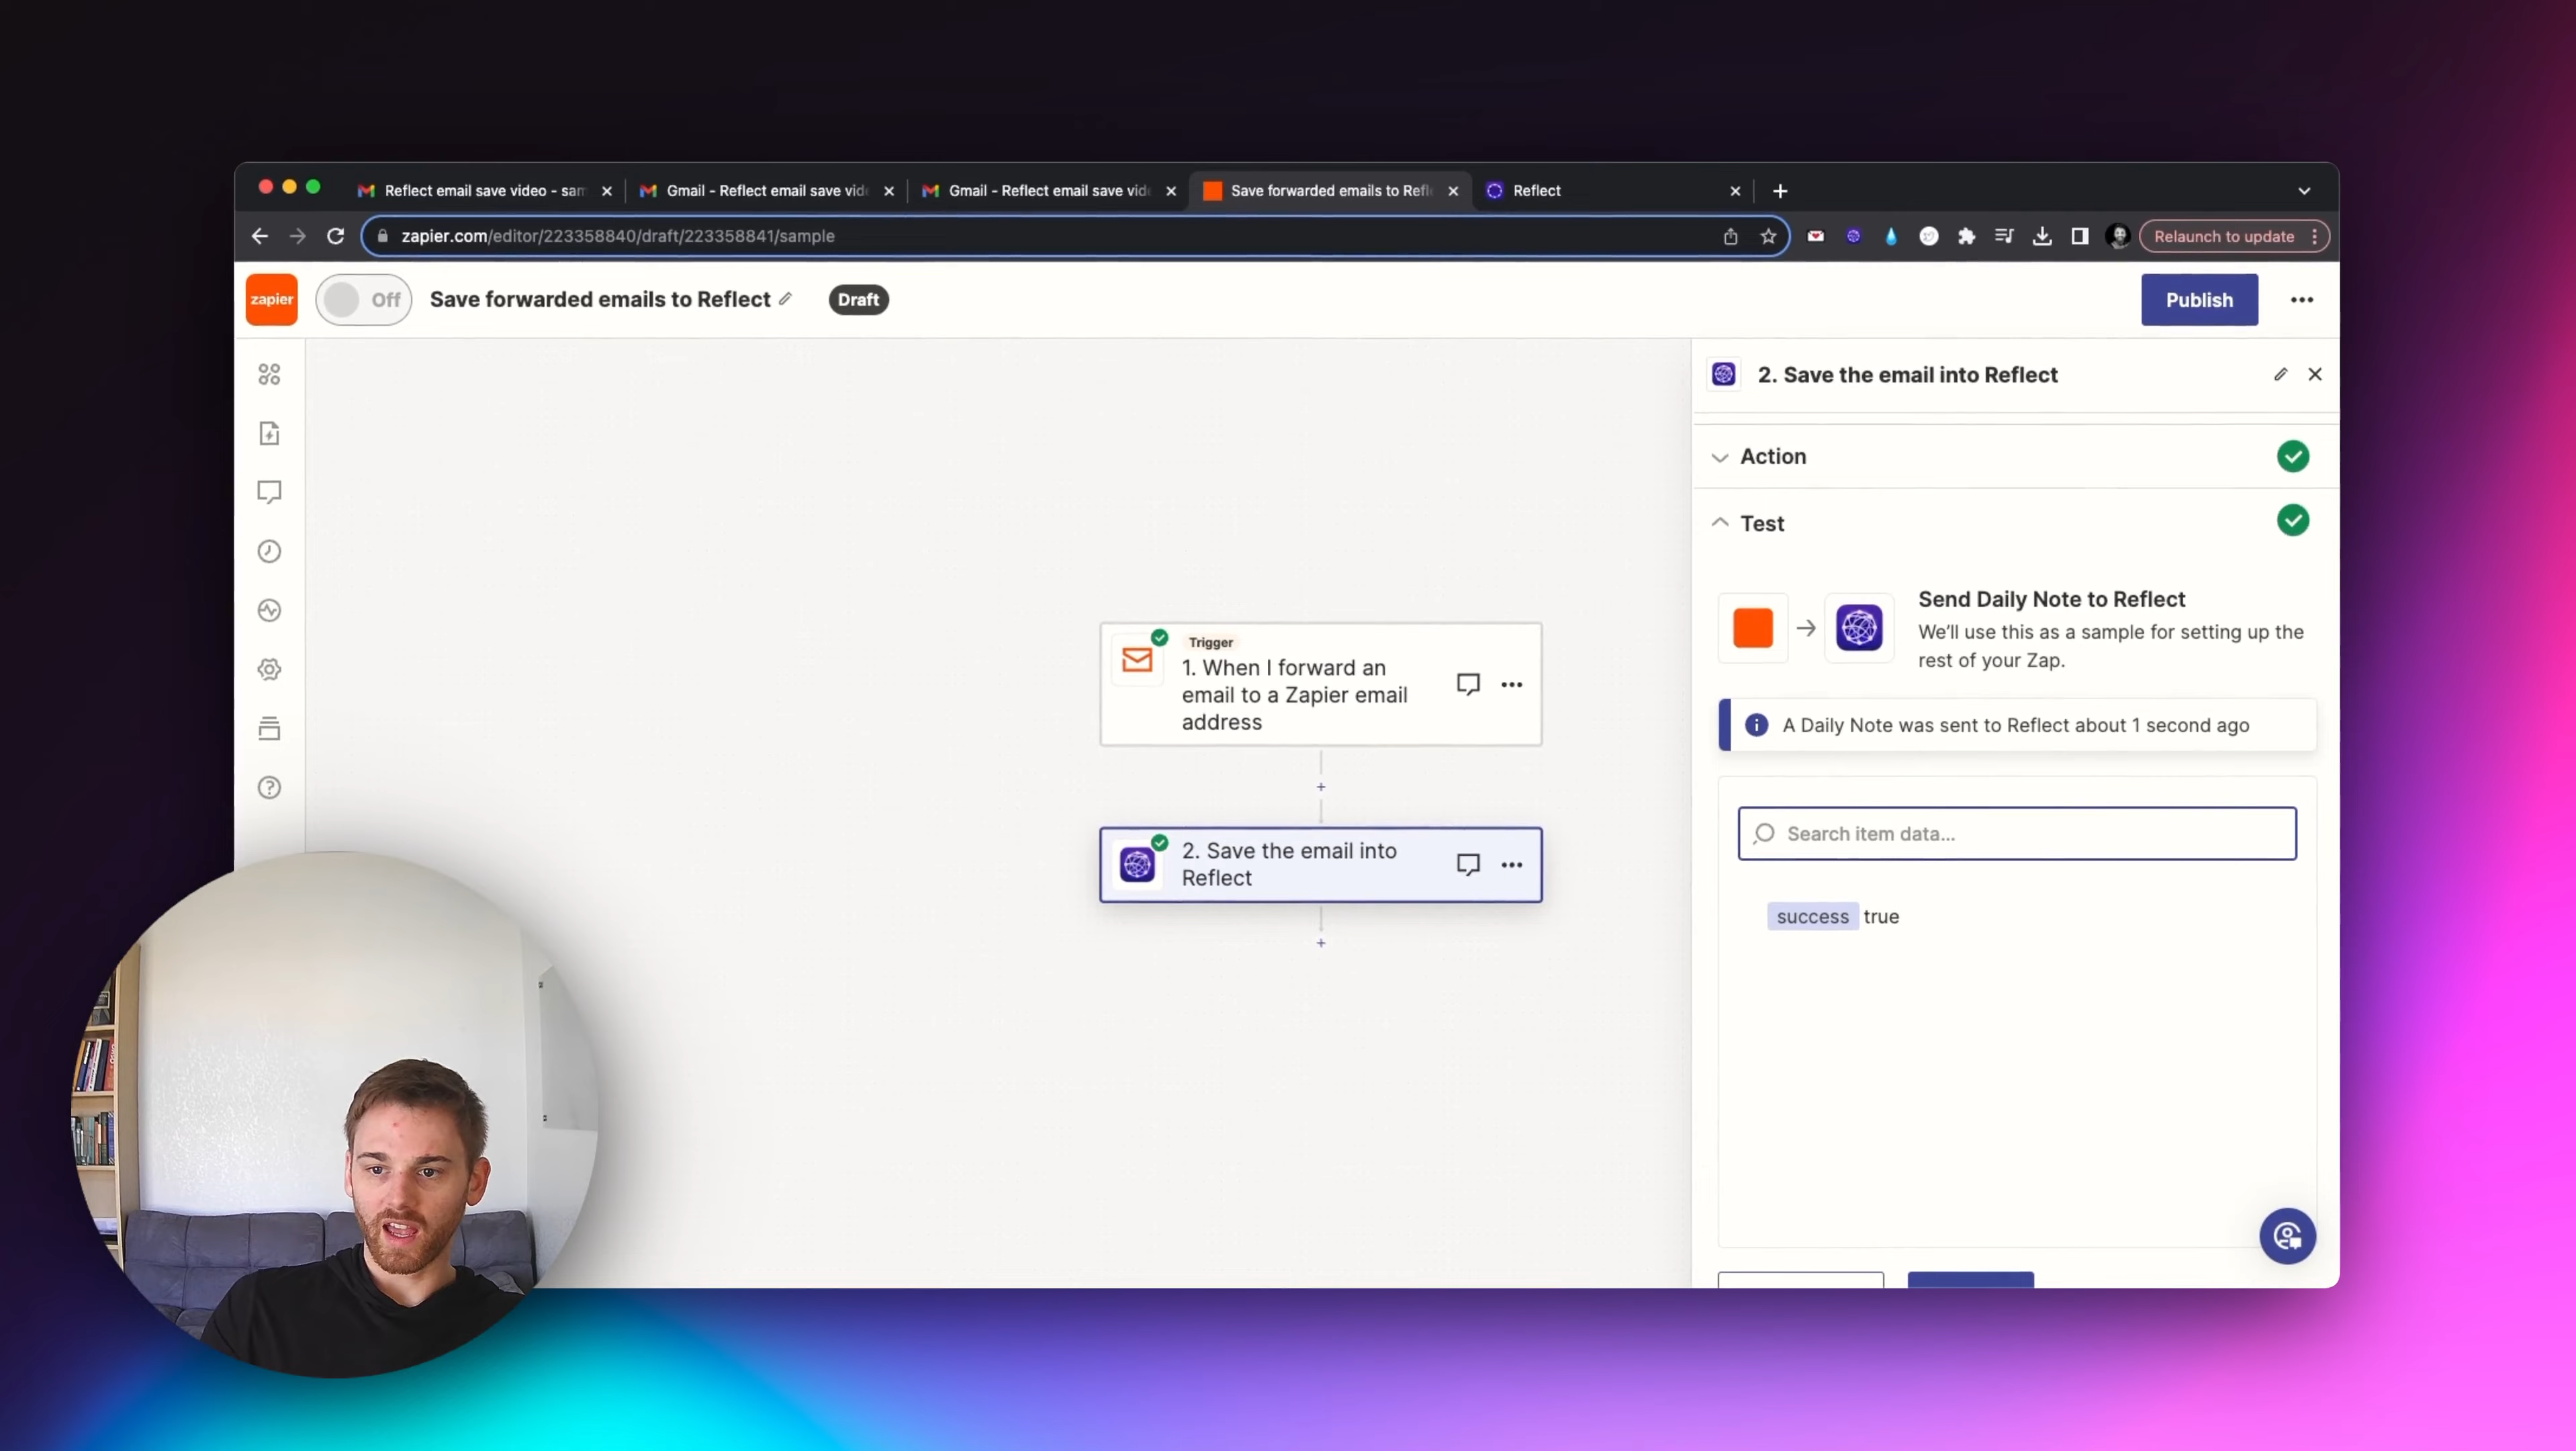 Reflect email save video - sam
Gmail - Reflect email save vide
Gmail - Reflect email save vide
Save forwarded emails to Refle
Reflect
zapier.com/editor/223358840/draft/223358841/sample
Relaunch to update
zapier
Off
Save forwarded emails to Reflect
Draft
Publish
2. Save the email into Reflect
Action
Test
Send Daily Note to Reflect
We'll use this as a sample for setting up the
rest of your Zap.
A Daily Note was sent to Reflect about 1 second ago
Search item data...
success true
Trigger
1. When I forward an
email to a Zapier email
address
2. Save the email into
Reflect